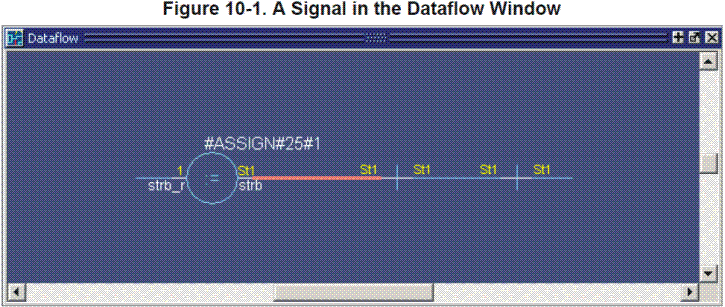 Figure 10-1. A Signal in the Dataflow Window
Dataflow
#ASSIGN#25#1
1 St1 St1 St1 St1 St1
:=
strb_r strb